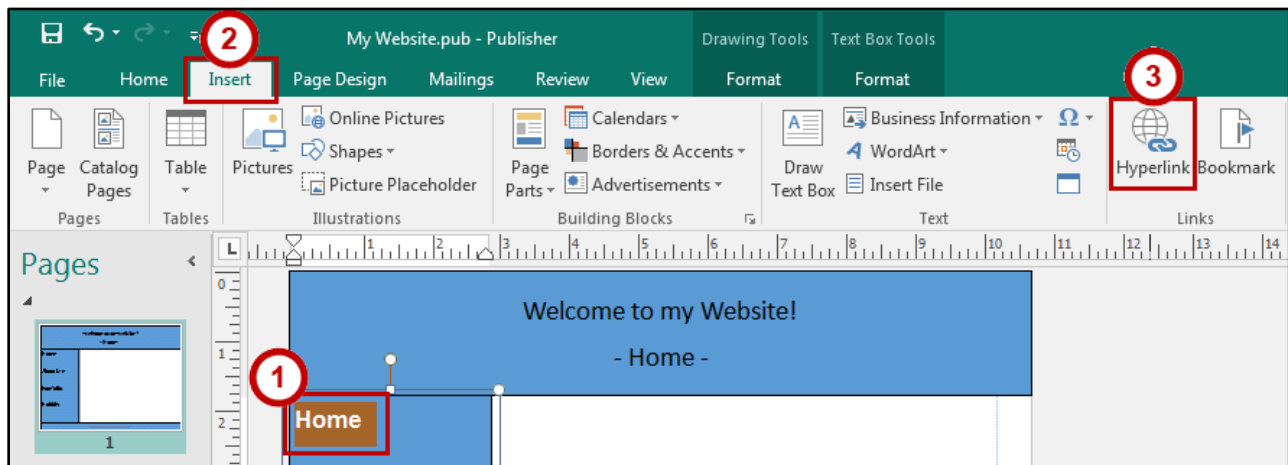 2
My Website.pub - Publisher
Drawing Tools
Text Box Tools
3
File
Home
Insert
Page Design
Mailings
Review
View
Format
Format
Page
Catalog
Pages
Table
Pictures
Online Pictures
Shapes
Picture Placeholder
Page
Parts
Calendars
Borders & Accents
Advertisements
Draw
Text Box
A
Business Information
A WordArt
Insert File
Ω
Hyperlink
Bookmark
Pages
Tables
Illustrations
Building Blocks
Text
Links
Pages
L
1 2 3 4 5 6 7 8 9 10 11 12 13 14
0
1
2
Welcome to my Website!
- Home -
1
Home
1